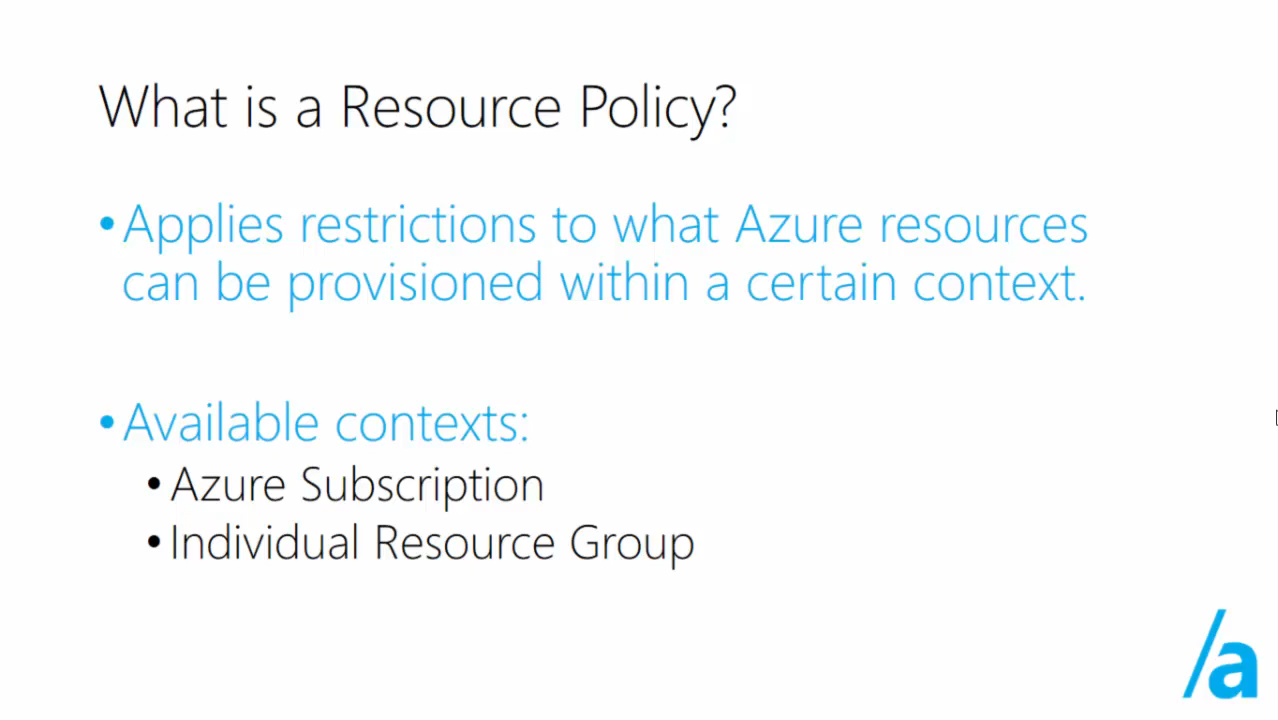 What is a Resource Policy?
•Applies restrictions to what Azure resources
can be provisioned within a certain context.
•Available contexts:
•Azure Subscription
•Individual Resource Group
/a